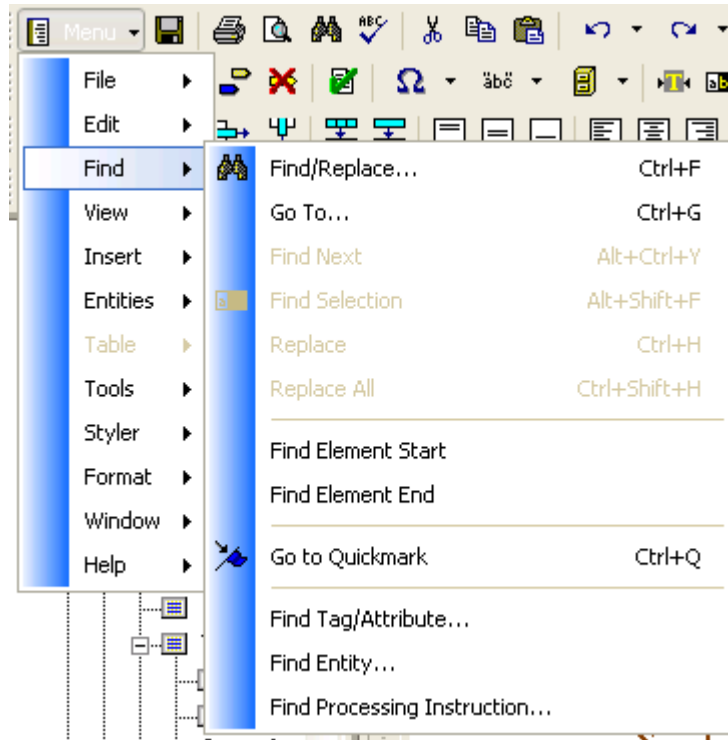 Menu
ABC
Ω
äbč
T
File
Edit
Find
View
Insert
Entities
Table
Tools
Styler
Format
Window
Help
Find/Replace... Ctrl+F
Go To... Ctrl+G
Find Next Alt+Ctrl+Y
Find Selection Alt+Shift+F
Replace Ctrl+H
Replace All Ctrl+Shift+H
Find Element Start
Find Element End
Go to Quickmark Ctrl+Q
Find Tag/Attribute...
Find Entity...
Find Processing Instruction...